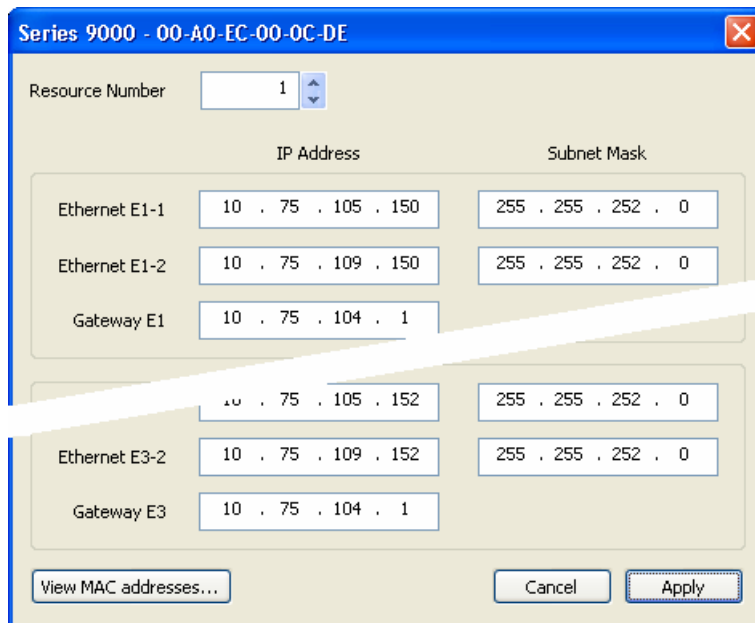 Series 9000 - 00-A0-EC-00-0C-DE
Resource Number 1
IP Address Subnet Mask
Ethernet E1-1 10 . 75 . 105 . 150 255 . 255 . 252 . 0
Ethernet E1-2 10 . 75 . 109 . 150 255 . 255 . 252 . 0
Gateway E1 10 . 75 . 104 . 1
. 75 . 105 . 152 255 . 255 . 252 . 0
Ethernet E3-2 10 . 75 . 109 . 152 255 . 255 . 252 . 0
Gateway E3 10 . 75 . 104 . 1
View MAC addresses... Cancel Apply